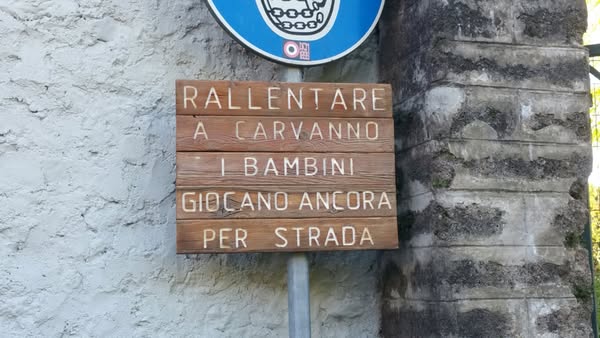 RALLENTARE
A CARVANNO
I BAMBINI
GIOCANO ANCORA
PER STRADA